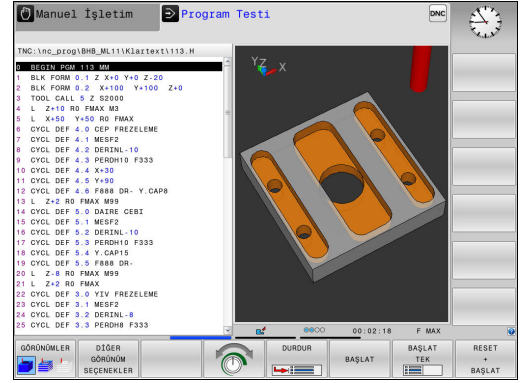 Manuel İşletim
Program Testi
DNC
TNC:\nc_prog\BHB_ML11\Klartext\113.H
0 BEGIN PGM 113 MM
1 BLK FORM 0.1 Z X+0 Y+0 Z-20
2 BLK FORM 0.2 X+100 Y+100 Z+0
3 TOOL CALL 5 Z S2000
4 L Z+10 R0 FMAX M3
5 L X+50 Y+50 R0 FMAX
6 CYCL DEF 4.0 CEP FREZELEME
7 CYCL DEF 4.1 MESF2
8 CYCL DEF 4.2 DERINL-10
9 CYCL DEF 4.3 PERDH10 F333
10 CYCL DEF 4.4 X+30
11 CYCL DEF 4.5 Y+90
12 CYCL DEF 4.6 F888 DR- Y.CAP8
13 L Z+2 R0 FMAX M99
14 CYCL DEF 5.0 DAIRE CEBI
15 CYCL DEF 5.1 MESF2
16 CYCL DEF 5.2 DERINL-10
17 CYCL DEF 5.3 PERDH10 F333
18 CYCL DEF 5.4 Y.CAP15
19 CYCL DEF 5.5 F888 DR-
20 L Z-8 R0 FMAX M99
21 L Z+2 R0 FMAX
22 CYCL DEF 3.0 YIV FREZELEME
23 CYCL DEF 3.1 MESF2
24 CYCL DEF 3.2 DERINL-8
25 CYCL DEF 3.3 PERDH8 F333
YZ X
00:02:18 F MAX
GÖRÜNÜMLER
DİĞER
GÖRÜNÜM
SEÇENEKLER
DURDUR
BAŞLAT
BAŞLAT
TEK
RESET
+
BAŞLAT